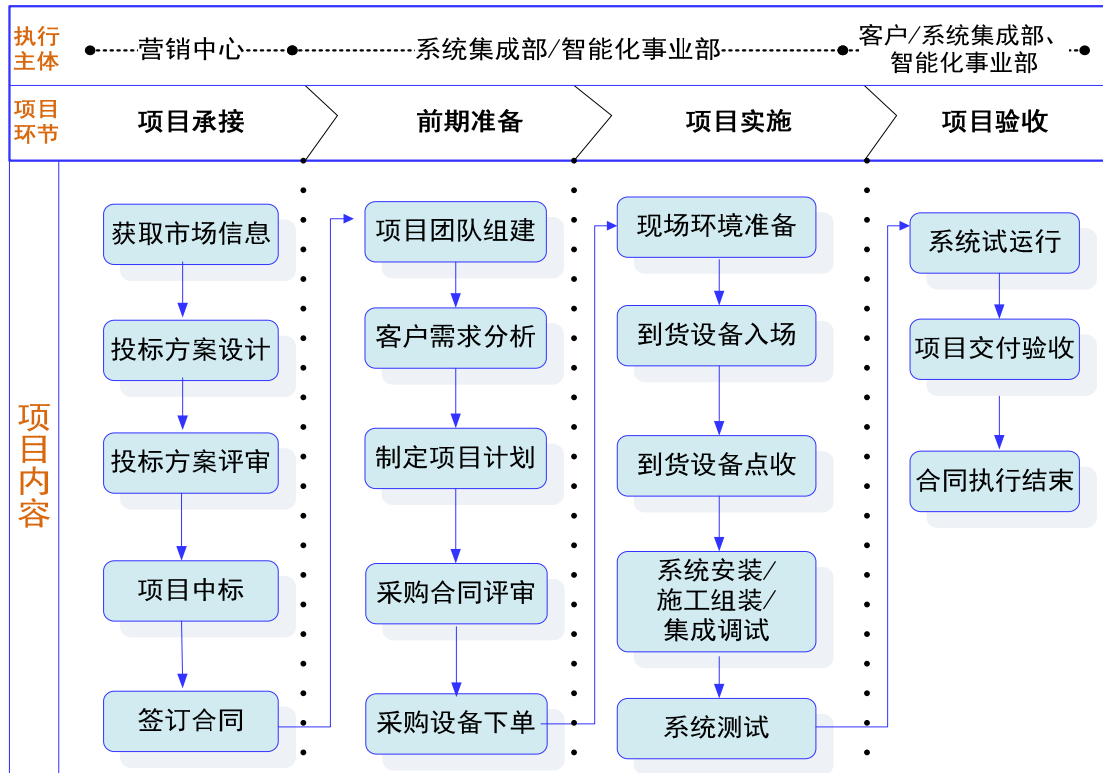 执行
主体
营销中心
系统集成部/智能化事业部
客户/系统集成部、
智能化事业部
项目
环节
项目承接
前期准备
项目实施
项目验收
项目内容
获取市场信息
投标方案设计
投标方案评审
项目中标
签订合同
项目团队组建
客户需求分析
制定项目计划
采购合同评审
采购设备下单
现场环境准备
到货设备入场
到货设备点收
系统安装/
施工组装/
集成调试
系统测试
系统试运行
项目交付验收
合同执行结束